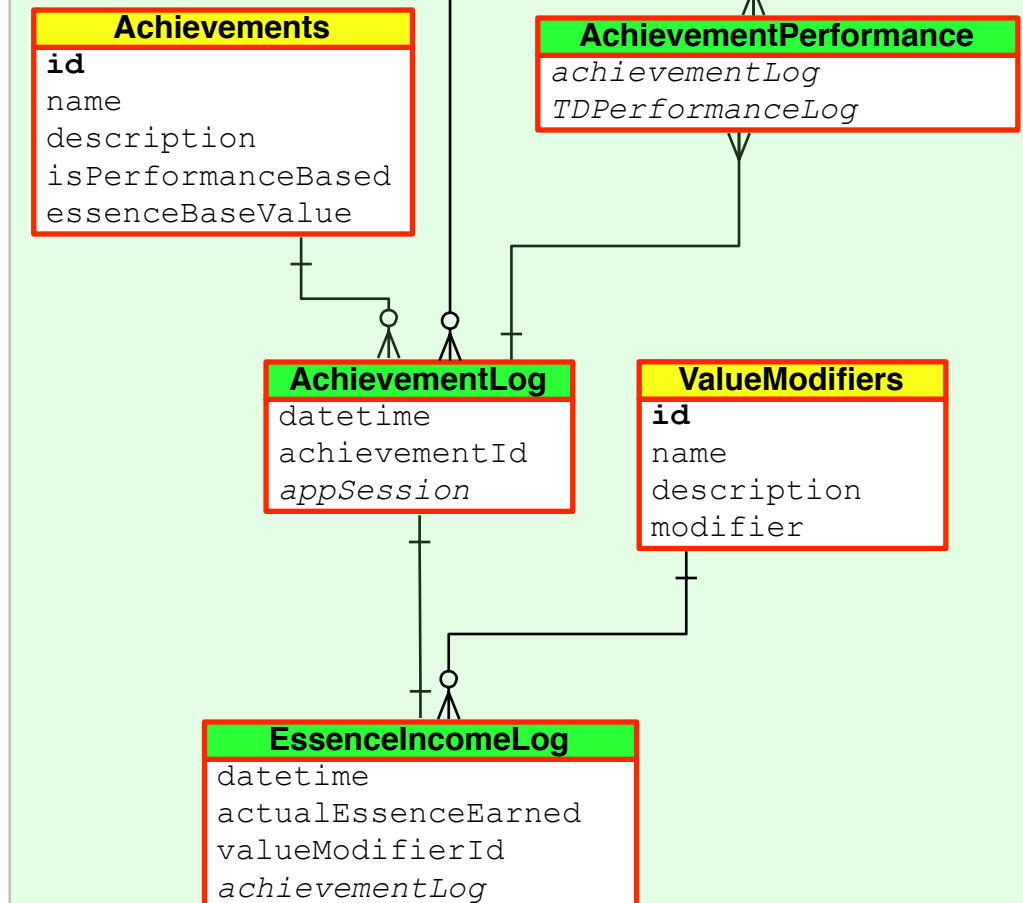 Achievements
id
name
description
isPerformanceBased
essenceBaseValue
AchievementPerformance
achievementLog
TDPerformanceLog
AchievementLog
datetime
achievementId
appSession
ValueModifiers
id
name
description
modifier
EssenceIncomeLog
datetime
actualEssenceEarned
valueModifierId
achievementLog